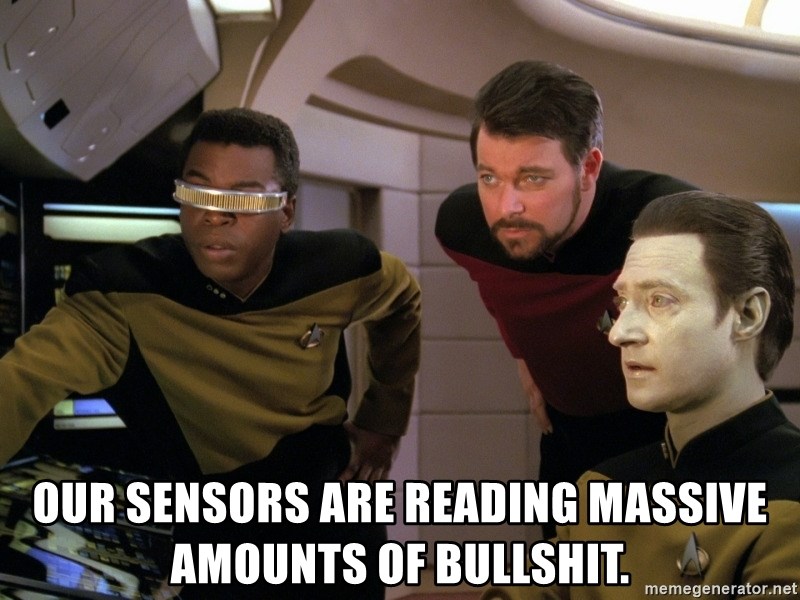 OUR SENSORS ARE READING MASSIVE
AMOUNTS OF BULLSHIT.
memegenerator.net